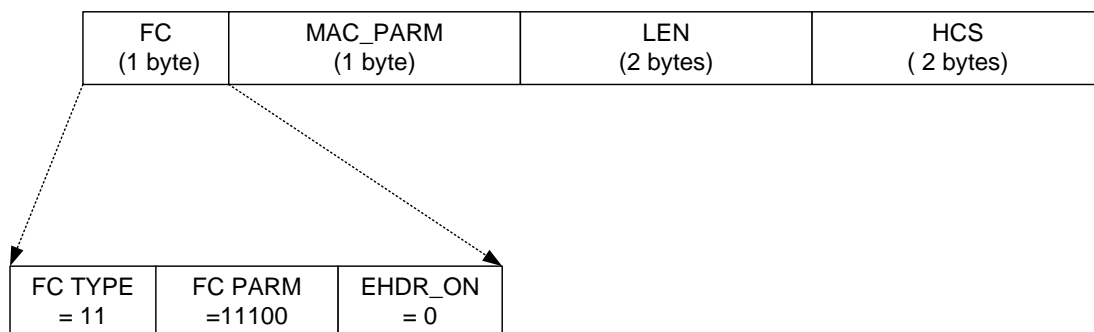 FC MAC_PARM LEN HCS
(1 byte) (1 byte) (2 bytes) ( 2 bytes)
FC TYPE FC PARM EHDR_ON
= 11 =11100 = 0